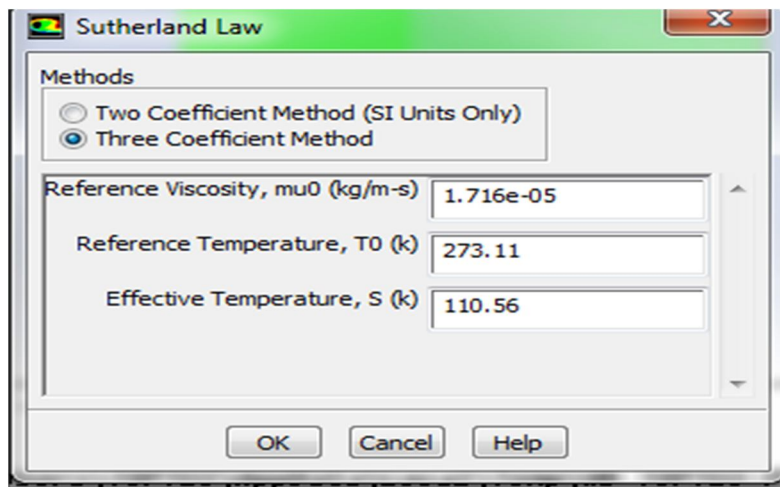 Sutherland Law
Methods
Two Coefficient Method (SI Units Only)
Three Coefficient Method
Reference Viscosity, mu0 (kg/m-s) 1.716e-05
Reference Temperature, T0 (k) 273.11
Effective Temperature, S (k) 110.56
OK Cancel Help